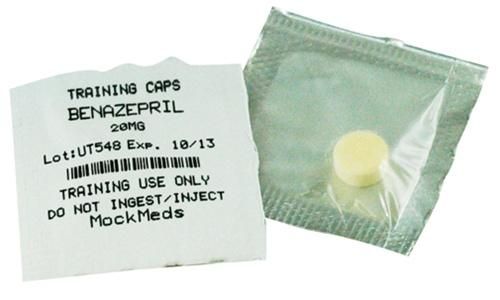 TRAINING CAPS
BENAZEPRIL
20MG
Lot:UT548 Exp. 10/13
TRAINING USE ONLY
DO NOT INGEST/INJECT
MockMeds